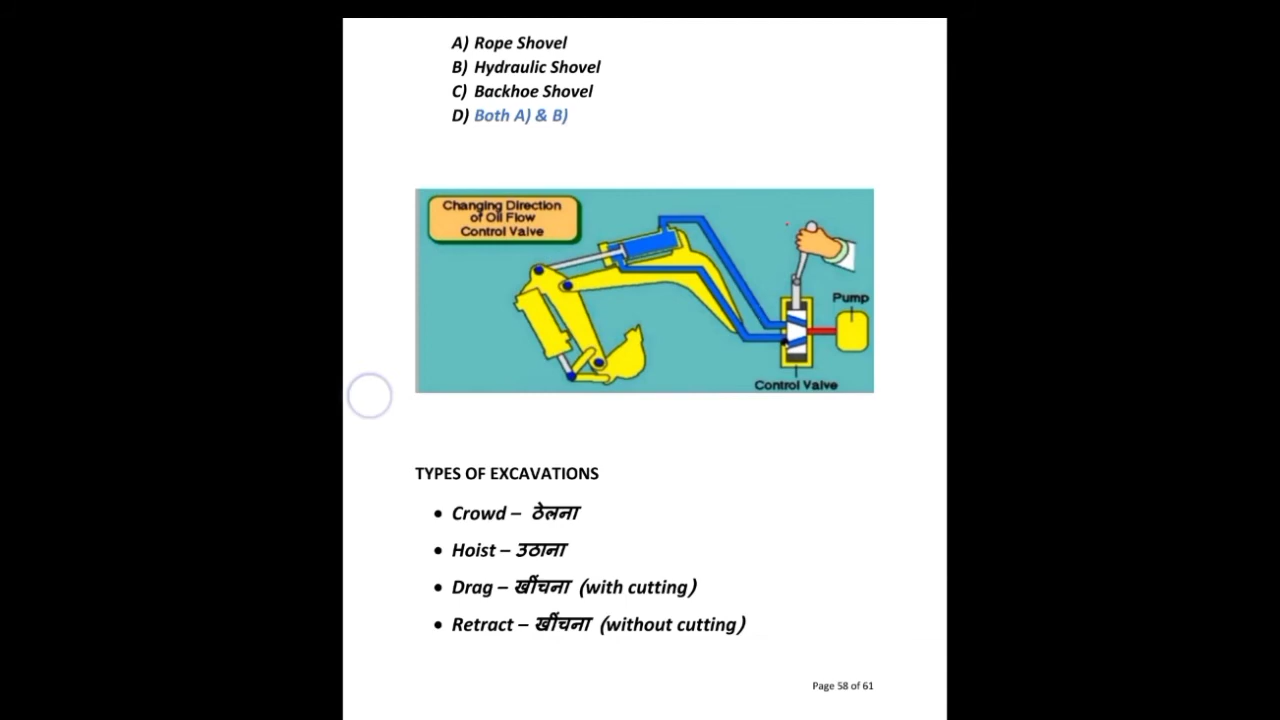 A) Rope Shovel
B) Hydraulic Shovel
C) Backhoe Shovel
D) Both A) & B)
Changing Direction
of Oil Flow
Control Valve
Pump
Control Valve
TYPES OF EXCAVATIONS
• Crowd – ठेलना
• Hoist – उठाना
• Drag – खींचना (with cutting)
• Retract – खींचना (without cutting)
Page 58 of 61